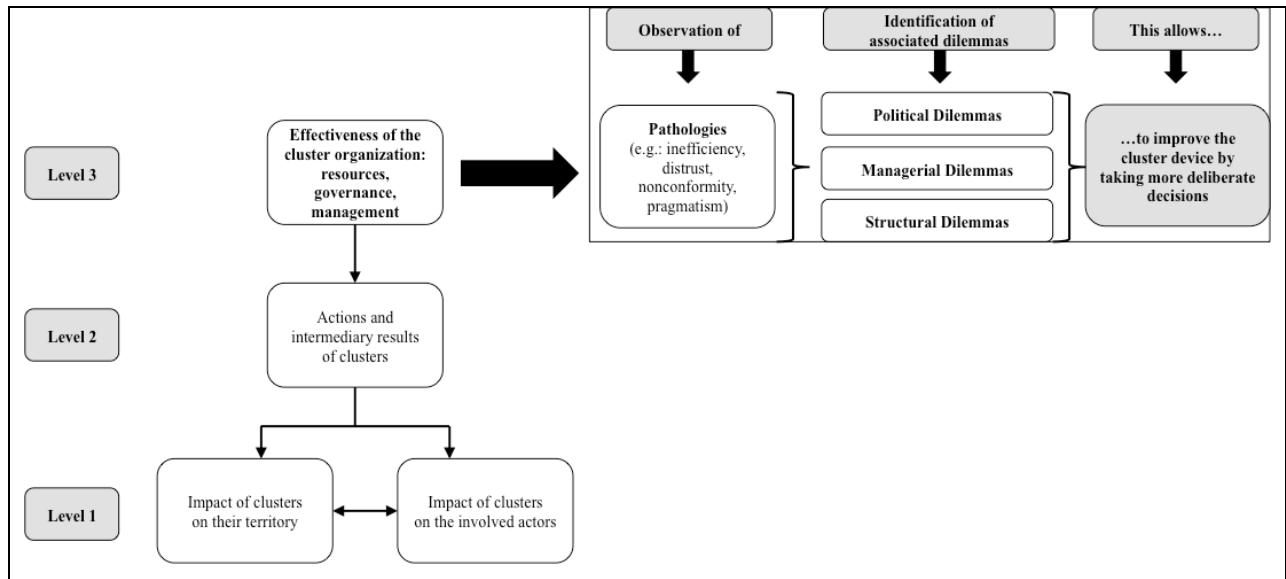 Observation of
Identification of
associated dilemmas
This allows…
Level 3
Effectiveness of the
cluster organization:
resources,
governance,
management
Pathologies
(e.g.: inefficiency,
distrust,
nonconformity,
pragmatism)
Political Dilemmas
Managerial Dilemmas
Structural Dilemmas
…to improve the
cluster device by
taking more deliberate
decisions
Level 2
Actions and
intermediary results
of clusters
Level 1
Impact of clusters
on their territory
Impact of clusters
on the involved actors